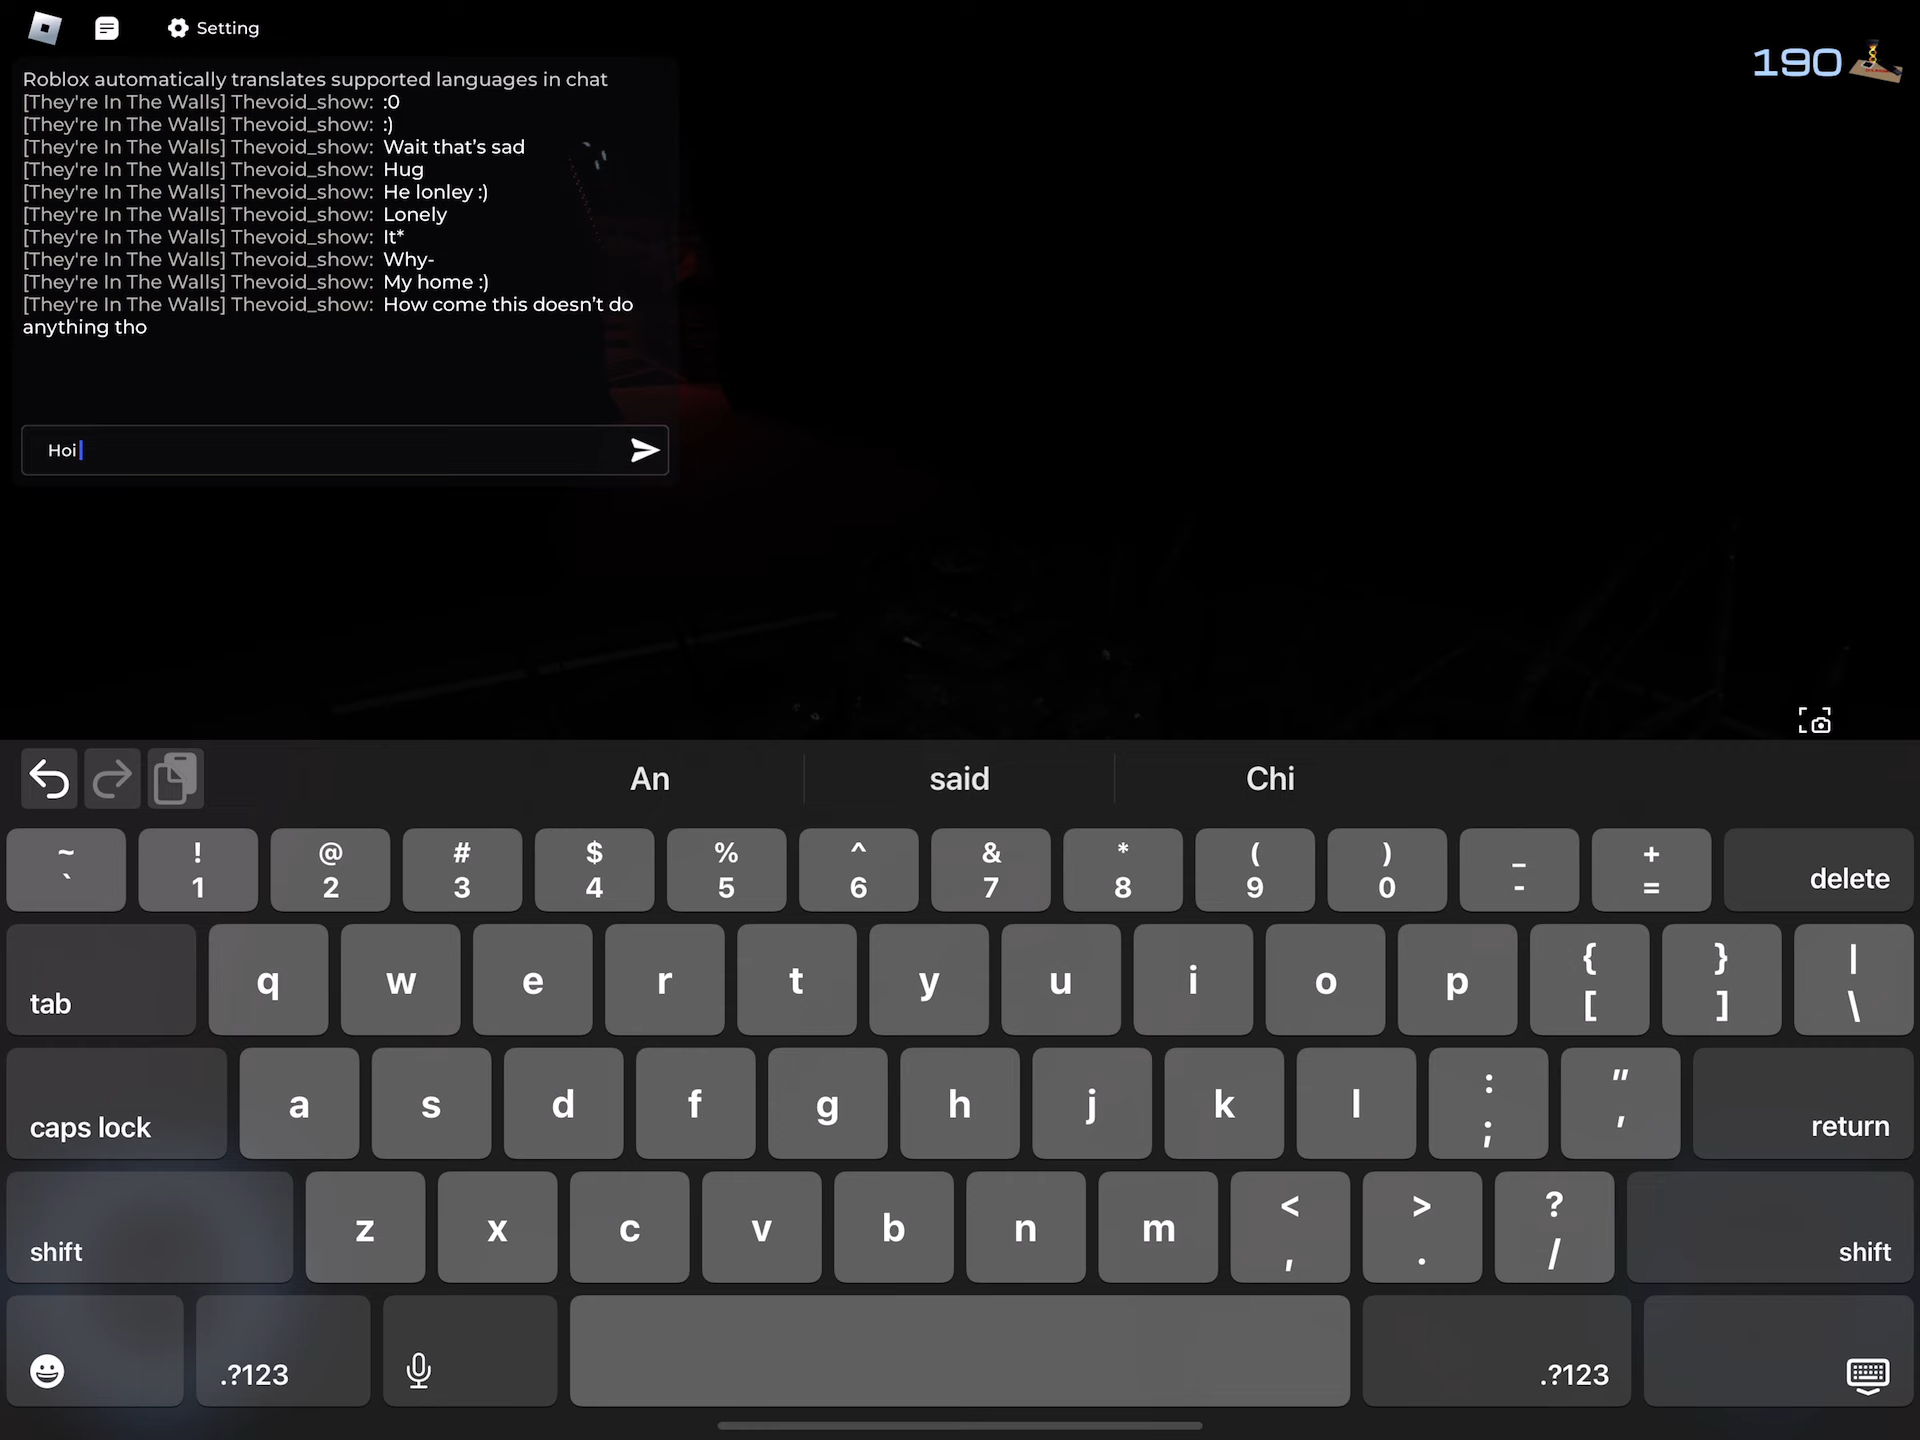 Setting
190
Roblox automatically translates supported languages in chat
[They're In The Walls] Thevoid_show: :0
[They're In The Walls] Thevoid_show: :)
[They're In The Walls] Thevoid_show: Wait that's sad
[They're In The Walls] Thevoid_show: Hug
[They're In The Walls] Thevoid_show: He lonley :)
[They're In The Walls] Thevoid_show: Lonely
[They're In The Walls] Thevoid_show: It*
[They're In The Walls] Thevoid_show: Why-
[They're In The Walls] Thevoid_show: My home :)
[They're In The Walls] Thevoid_show: How come this doesn't do
anything tho
Hoi
An said Chi
~ ! @ # $ % ^ & * ( ) _ +
` 1 2 3 4 5 6 7 8 9 0 - = delete
tab q w e r t y u i o p { [ } ] | \
caps lock a s d f g h j k l : ; " ' return
shift z x c v b n m < , > . ? / shift
.?123 .?123